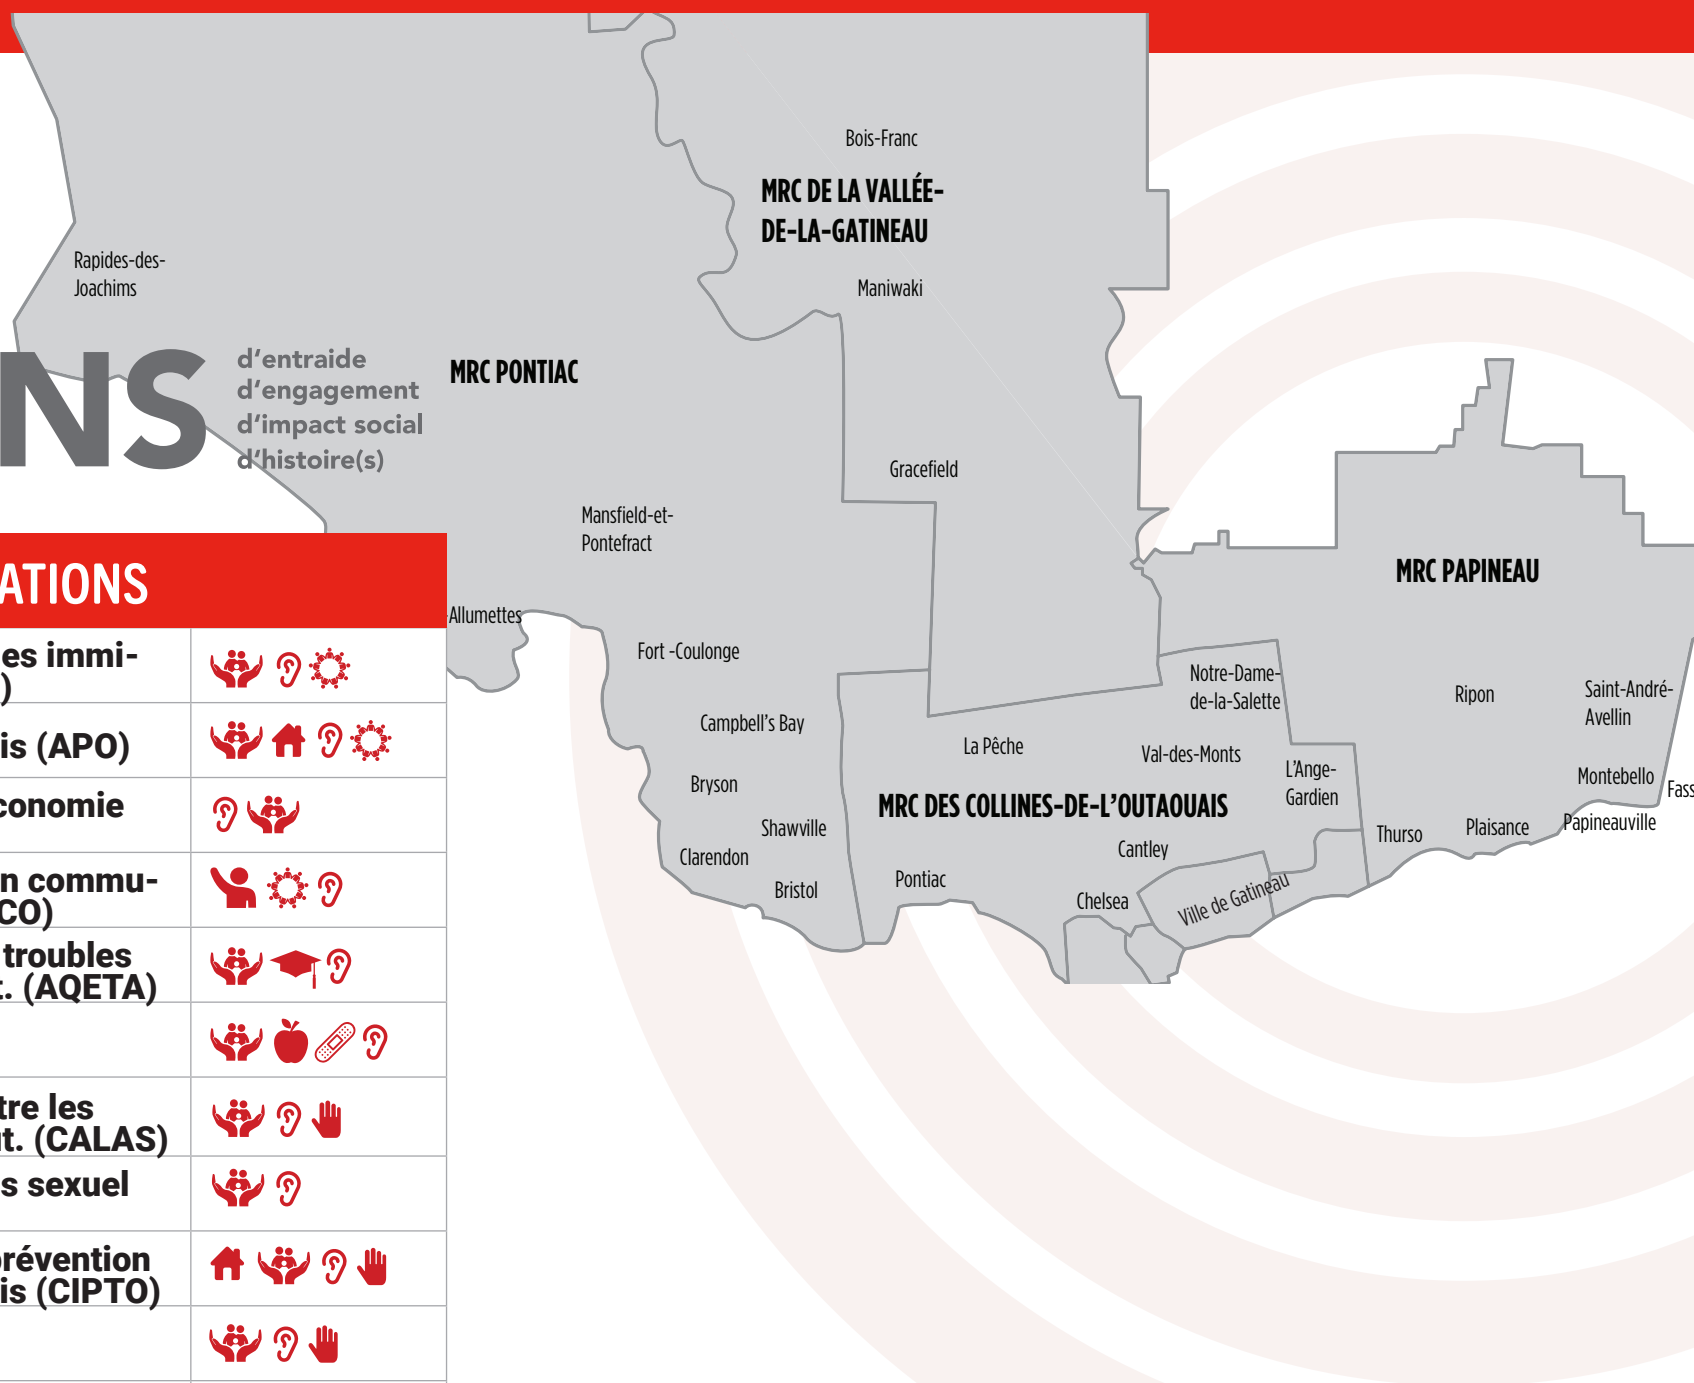 Bois-Franc
MRC DE LA VALLÉE-
DE-LA-GATINEAU
Maniwaki
Rapides-des-
Joachims
NS
d'entraide
d'engagement
d'impact social
d'histoire(s)
MRC PONTIAC
Gracefield
Mansfield-et-
Pontefract
MRC PAPINEAU
ATIONS
-Allumettes
Fort -Coulonge
Notre-Dame-
de-la-Salette
Ripon
Saint-André-
Avellin
Campbell's Bay
La Pêche
Val-des-Monts
L'Ange-
Gardien
Montebello
Fass
Bryson
MRC DES COLLINES-DE-L'OUTAOUAIS
Shawville
Thurso
Plaisance
Papineauville
Clarendon
Cantley
Bristol
Pontiac
Chelsea
Ville de Gatineau
es immi-
)
is (APO)
conomie
n commu-
CO)
troubles
t. (AQETA)
tre les
ut. (CALAS)
s sexuel
prévention
is (CIPTO)